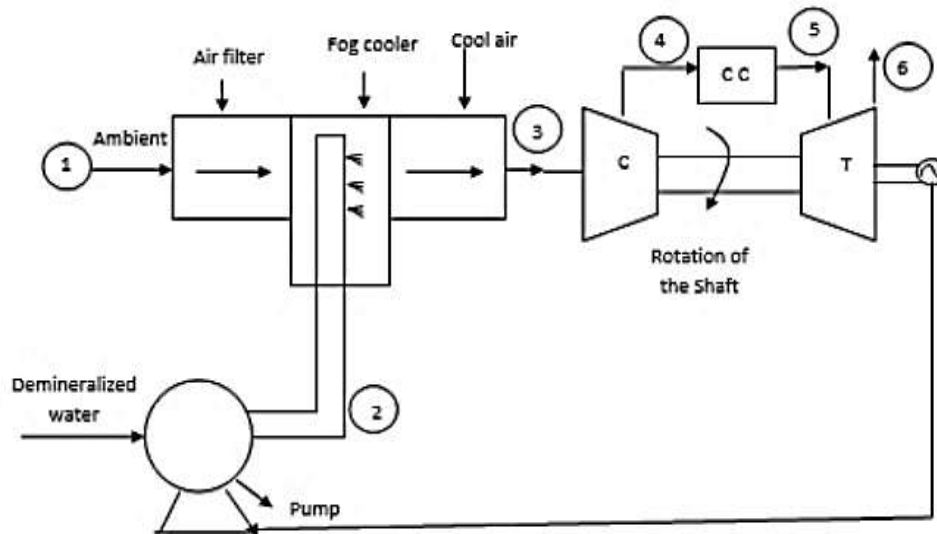 Air filter
Fog cooler
Cool air
4
5
6
C C
Ambient
1
3
C
T
Rotation of
the Shaft
Demineralized
water
2
Pump